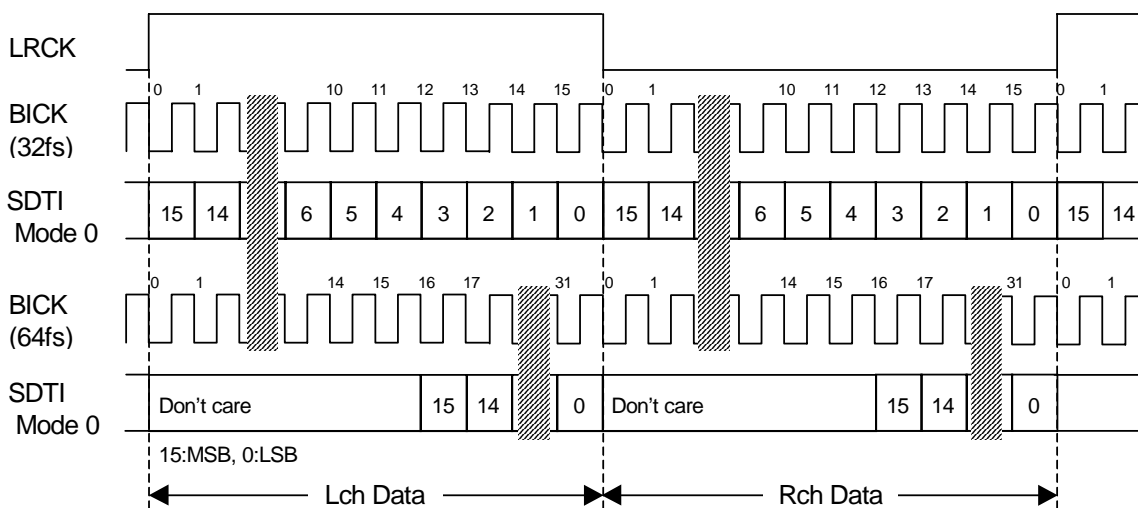 LRCK
0 1 10 11 12 13 14 15 0 1 10 11 12 13 14 15 0 1
BICK
(32fs)
SDTI
Mode 0
15 14 6 5 4 3 2 1 0 15 14 6 5 4 3 2 1 0 15 14
0 1 14 15 16 17 31 0 1 14 15 16 17 31 0 1
BICK
(64fs)
SDTI
Mode 0
Don't care 15 14 0 Don't care 15 14 0
15:MSB, 0:LSB
Lch Data Rch Data